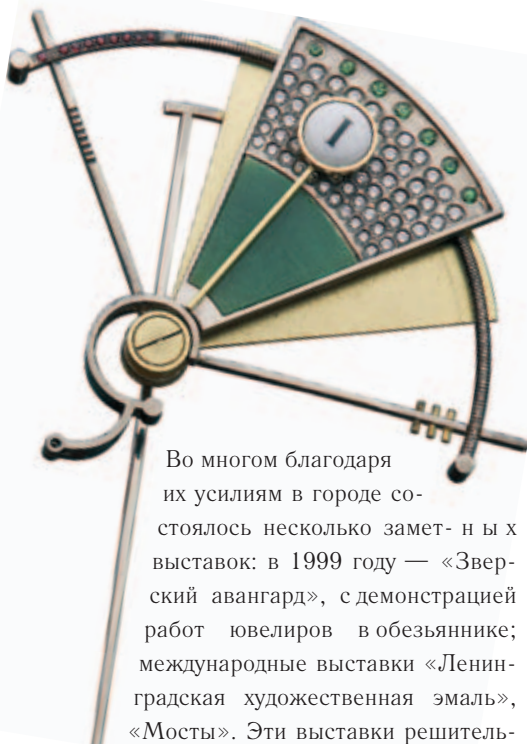 Во многом благодаря
их усилиям в городе со-
стоялось несколько замет- н ы х
выставок: в 1999 году — «Звер-
ский авангард», с демонстрацией
работ ювелиров в обезьяннике;
международные выставки «Ленин-
градская художественная эмаль»,
«Мосты». Эти выставки решитель-